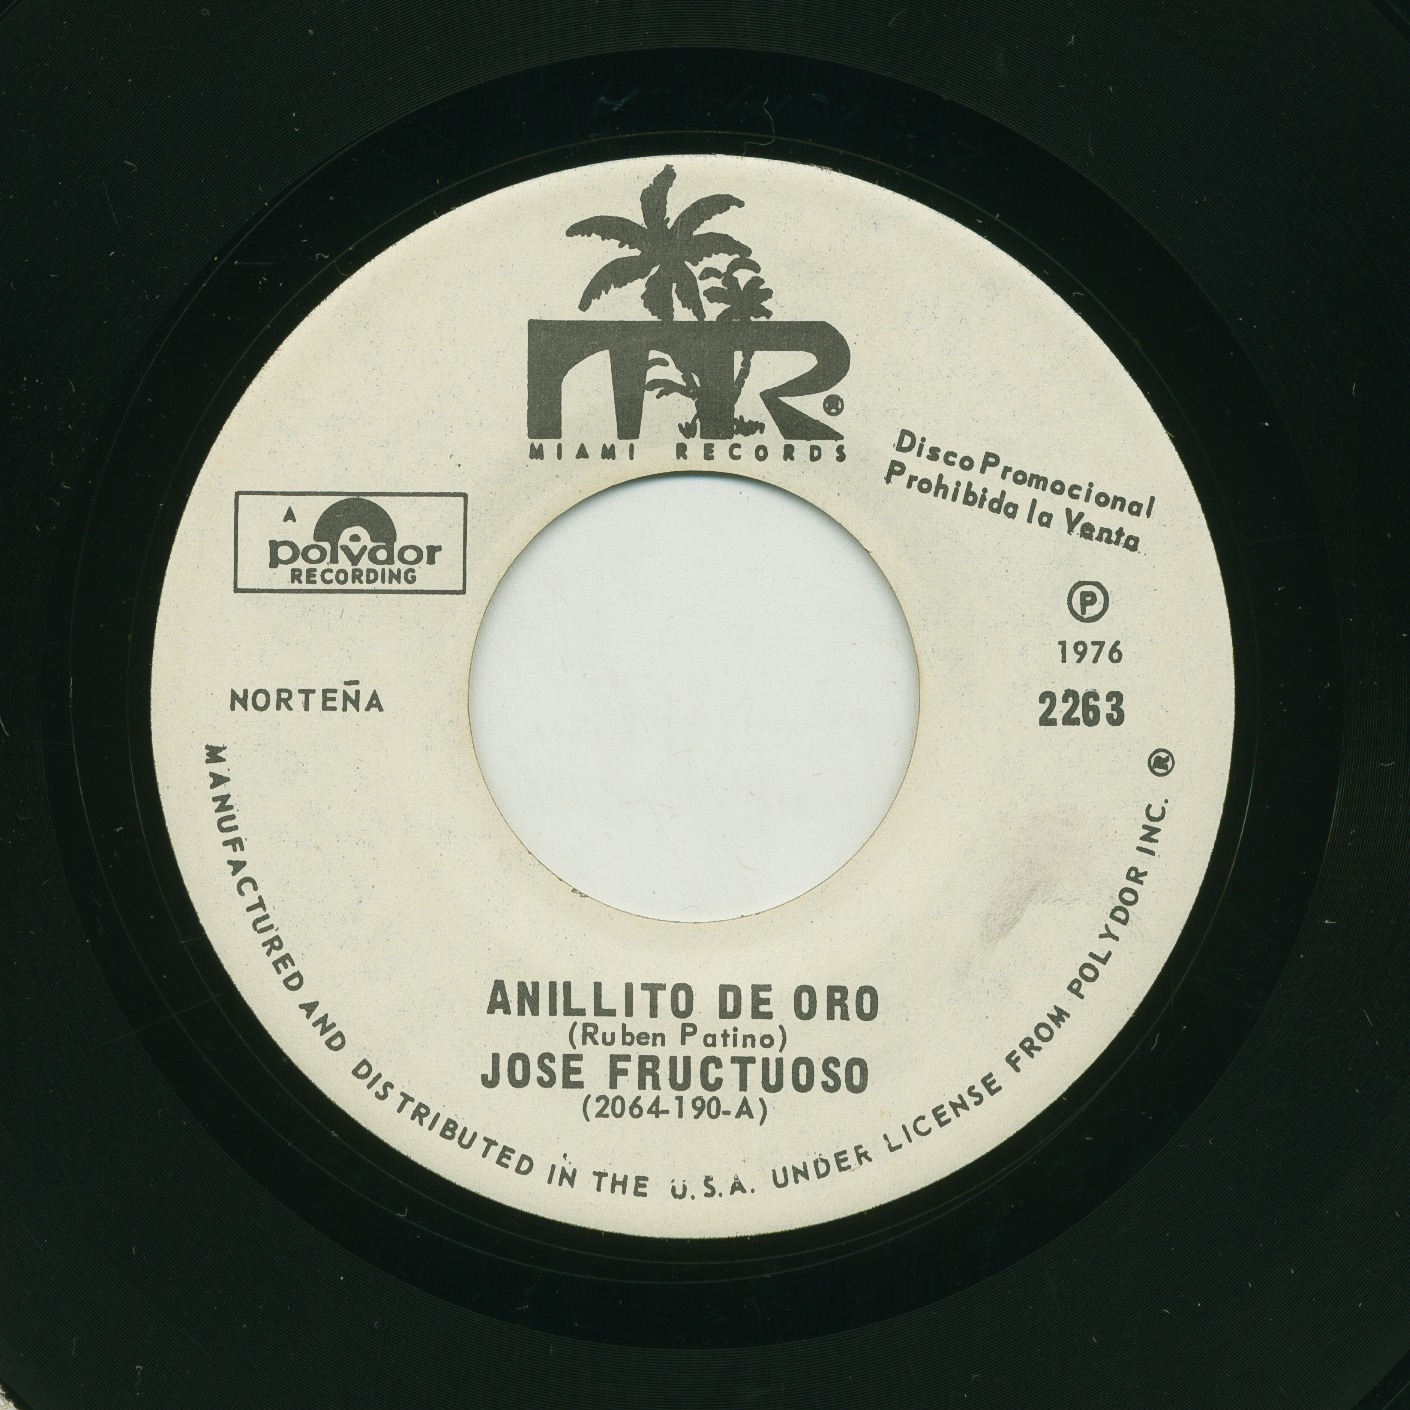 MR ®
MIAMI RECORDS
Disco Promocional
Prohibida la Venta
A
polydor
RECORDING
℗
1976
2263
NORTEÑA
ANILLITO DE ORO
(Ruben Patino)
JOSE FRUCTUOSO
(2064-190-A)
MANUFACTURED AND DISTRIBUTED IN THE U.S.A. UNDER LICENSE FROM POLYDOR INC. ®